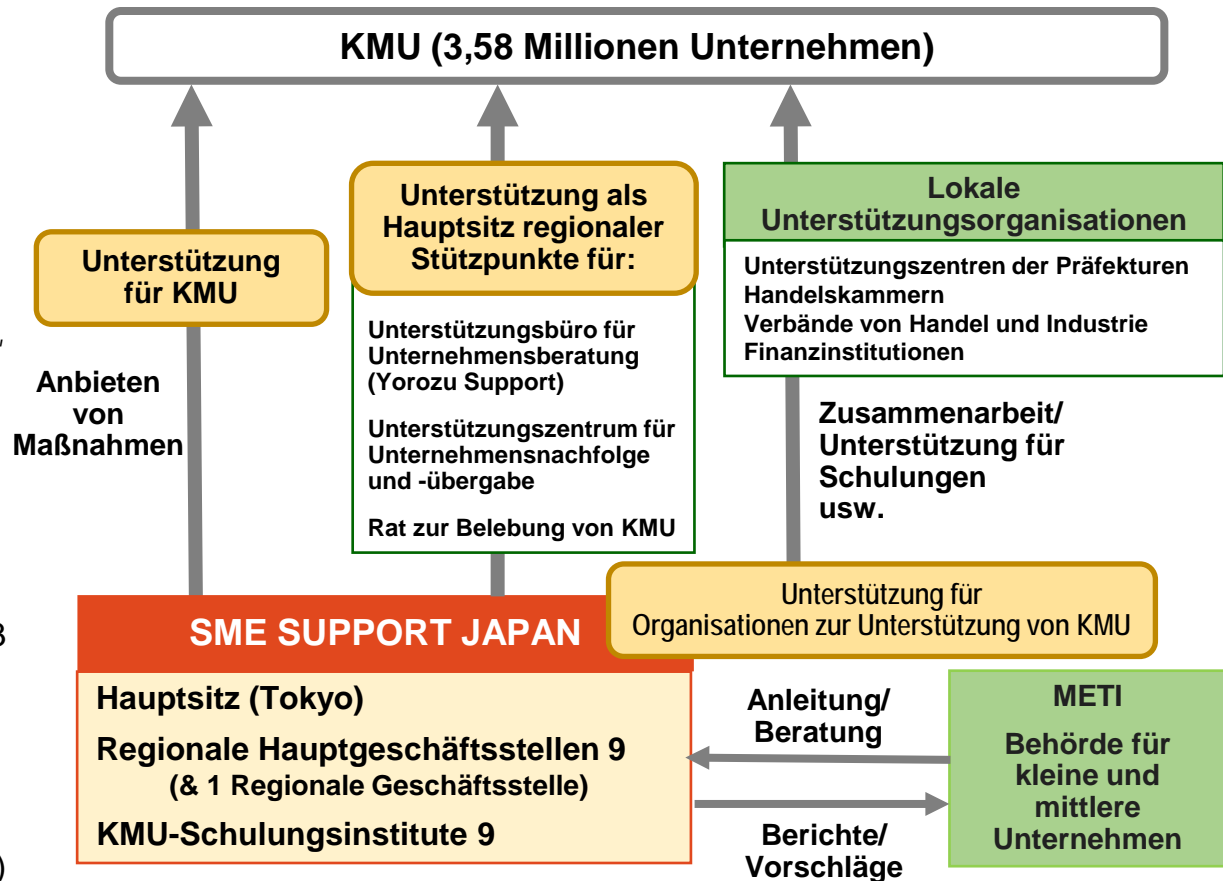 KMU (3,58 Millionen Unternehmen)
Unterstützung
für KMU
Anbieten
von
Maßnahmen
Unterstützung als
Hauptsitz regionaler
Stützpunkte für:
Unterstützungsbüro für
Unternehmensberatung
(Yorozu Support)
Unterstützungszentrum für
Unternehmensnachfolge
und -übergabe
Rat zur Belebung von KMU
Lokale
Unterstützungsorganisationen
Unterstützungszentren der Präfekturen
Handelskammern
Verbände von Handel und Industrie
Finanzinstitutionen
Zusammenarbeit/
Unterstützung für
Schulungen
usw.
Unterstützung für
Organisationen zur Unterstützung von KMU
SME SUPPORT JAPAN
Hauptsitz (Tokyo)
Regionale Hauptgeschäftsstellen 9
(& 1 Regionale Geschäftsstelle)
KMU-Schulungsinstitute 9
Anleitung/
Beratung
Berichte/
Vorschläge
METI
Behörde für
kleine und
mittlere
Unternehmen